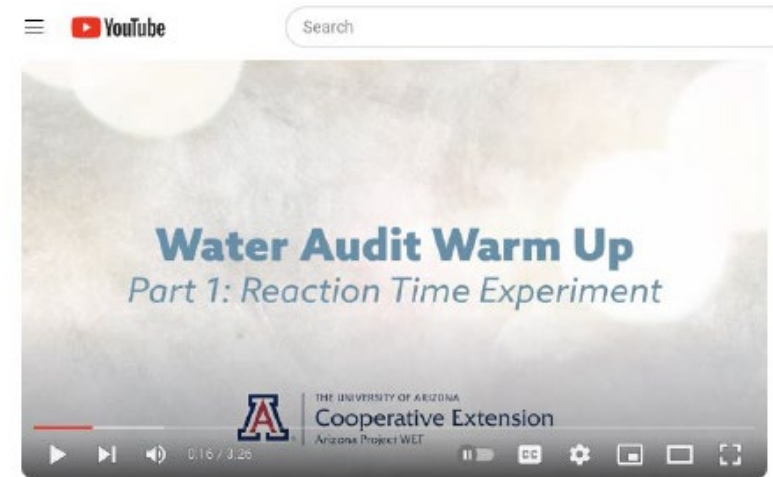 YouTube
Search
Water Audit Warm Up
Part 1: Reaction Time Experiment
THE UNIVERSITY OF ARIZONA
Cooperative Extension
Arizona Project WET
0:16 / 3:26
CC